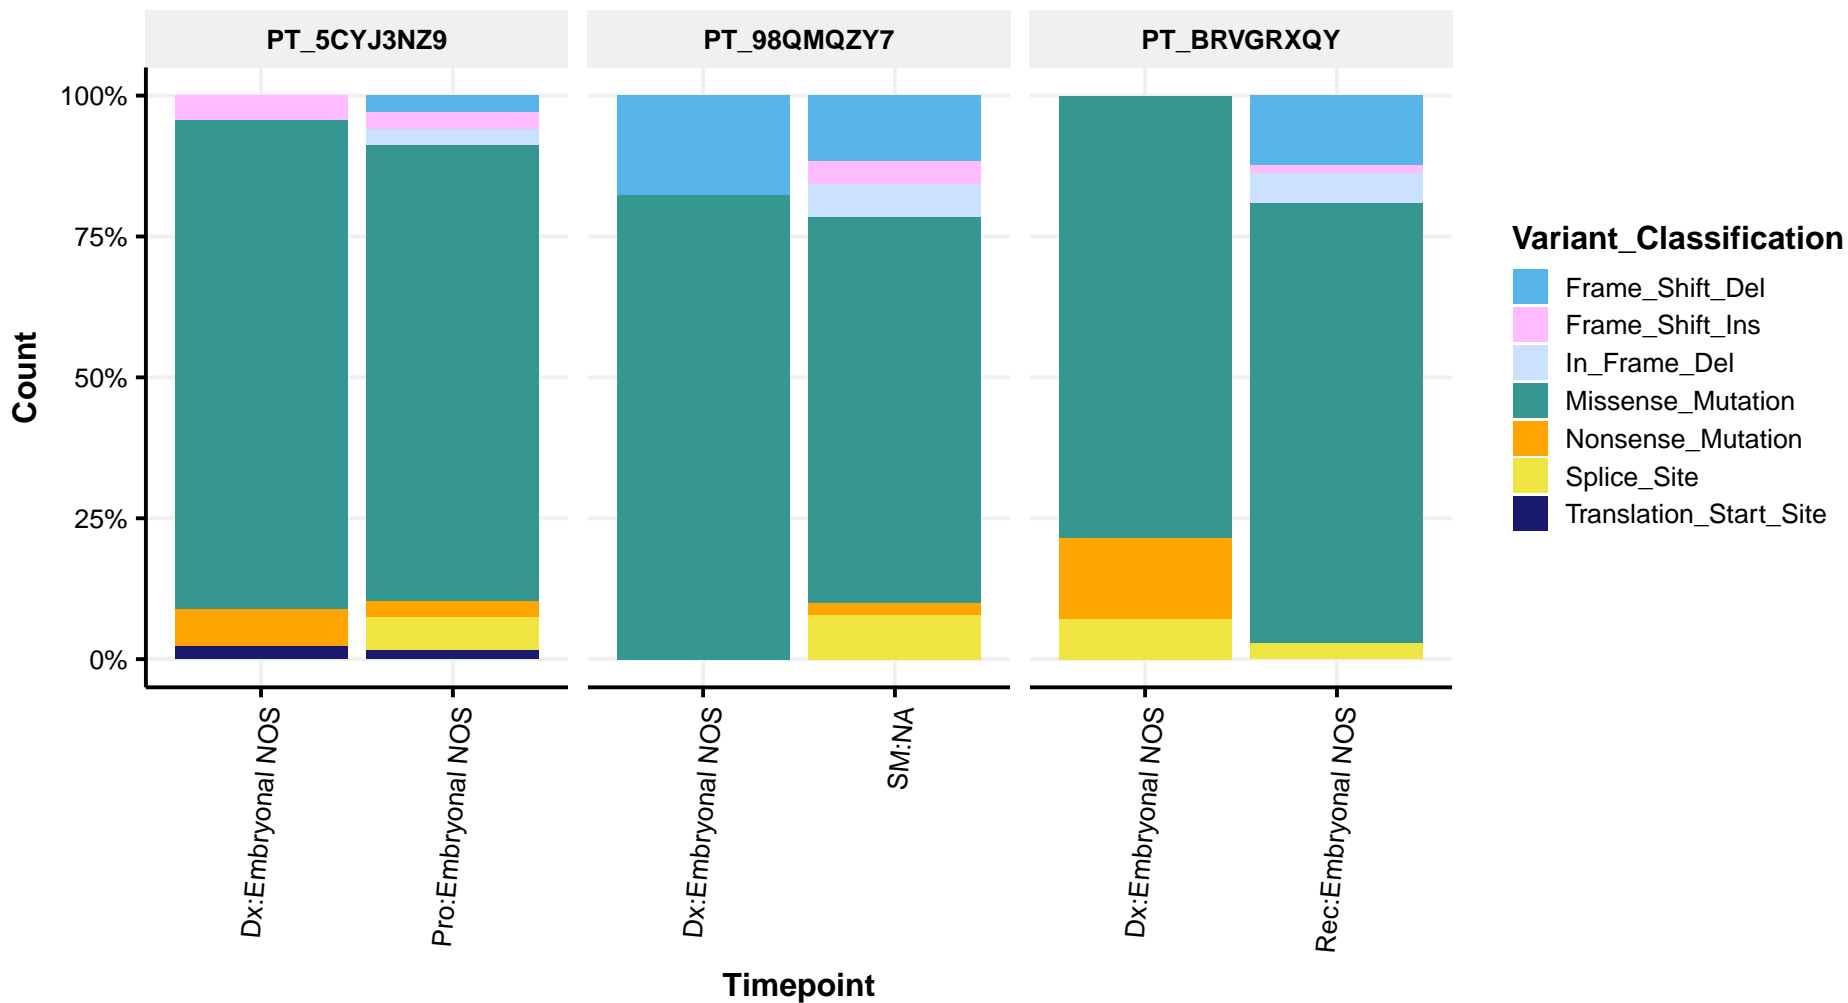 PT_5CYJ3NZ9
PT_98QMQZY7
PT_BRVGRXQY
100%
75%
50%
25%
0%
Count
Dx:Embryonal NOS
Pro:Embryonal NOS
Dx:Embryonal NOS
SM:NA
Dx:Embryonal NOS
Rec:Embryonal NOS
Timepoint
Variant_Classification
Frame_Shift_Del
Frame_Shift_Ins
In_Frame_Del
Missense_Mutation
Nonsense_Mutation
Splice_Site
Translation_Start_Site